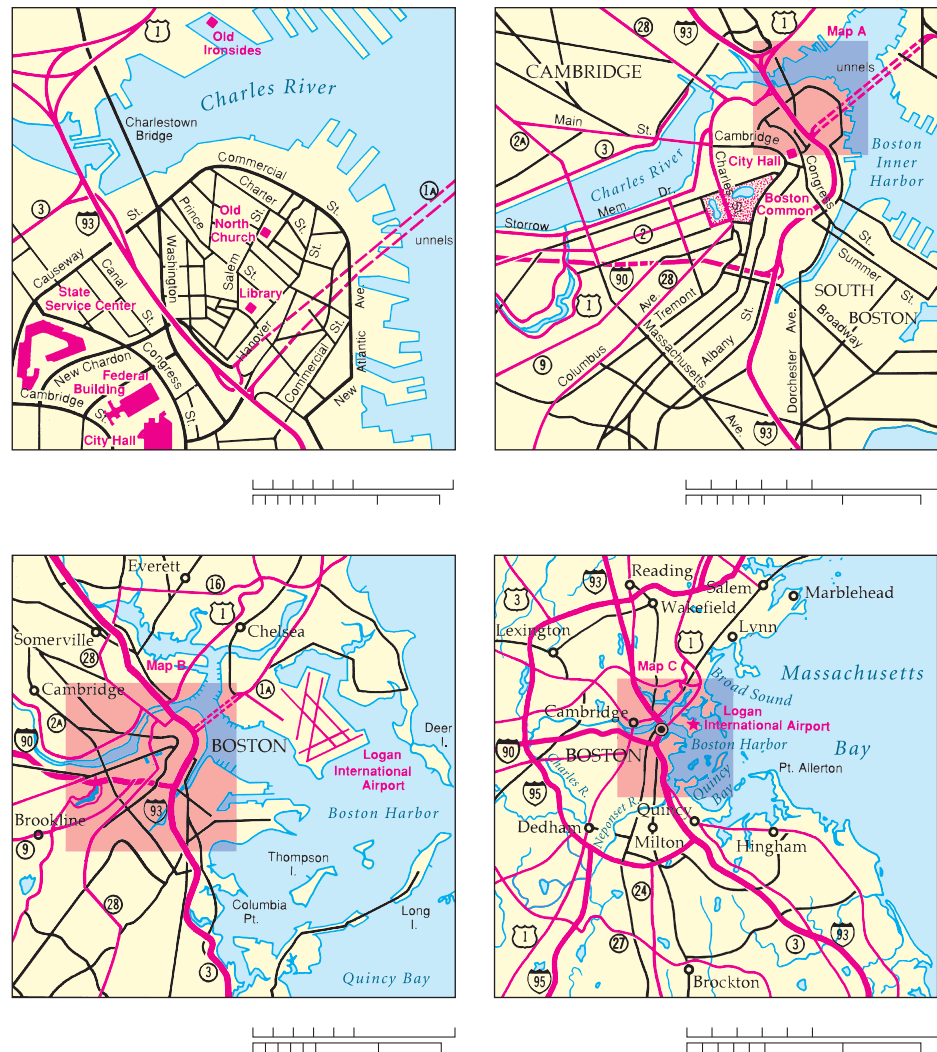 1
Old
Ironsides
Charles River
Charlestown
Bridge
Commercial
Charter
St.
St.
1A
unnels
3
93
Causeway
St.
Canal
St.
Prince
Washington
Old
North
Church
Salem
St.
Library
Hanover
St.
Commercial
Ave.
Atlantic
New
State
Service Center
New Chardon
Congress
St.
Federal
Building
Cambridge
St.
City Hall
28
93
1
Map A
unnels
CAMBRIDGE
Main
St.
2A
3
Cambridge
St.
City Hall
Congress
St.
Boston
Inner
Harbor
Charles River
Charles St.
Boston
Common
Storrow
Mem.
Dr.
2
90
28
1
Ave.
Tremont
St.
Summer
St.
SOUTH
BOSTON
Broadway
9
Columbus
Massachusetts
Ave.
Albany
Dorchester
Ave.
93
Everett
16
1
Somerville
Chelsea
28
Map B
1A
Cambridge
2A
90
BOSTON
Deer
I.
Logan
International
Airport
93
Boston Harbor
Brookline
9
Thompson
I.
28
Columbia
Pt.
Long
I.
3
Quincy Bay
93
Reading
Salem
3
Marblehead
Wakefield
Lexington
1
Lynn
Map C
Massachusetts
Broad Sound
Logan
International Airport
Cambridge
90
BOSTON
Boston Harbor
Bay
Pt. Allerton
Charles R.
95
Quincy
Bay
Neponset R.
Quincy
Dedham
Milton
Hingham
24
1
27
3
93
95
Brockton